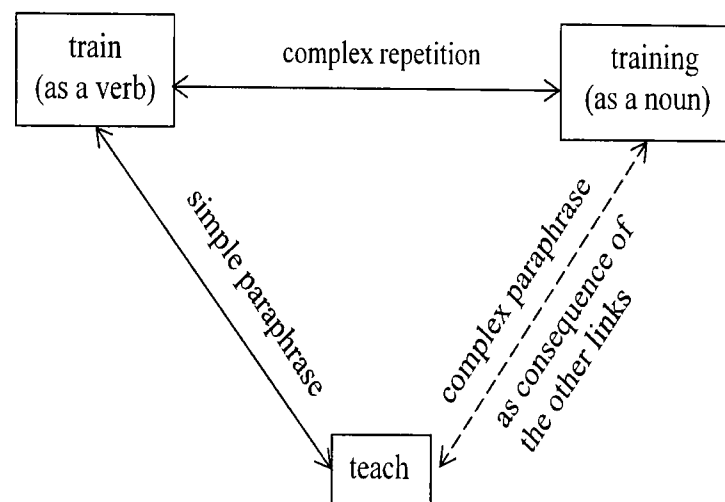 train
(as a verb)
complex repetition
training
(as a noun)
simple paraphrase
complex paraphrase
as consequence of
the other links
teach